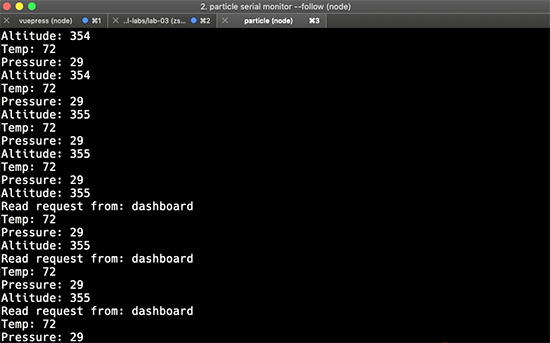 2. particle serial monitor --follow (node)
vuepress (node) ⌘1 ..l-labs/lab-03 (zs... ⌘2 particle (node) ⌘3
Altitude: 354
Temp: 72
Pressure: 29
Altitude: 354
Temp: 72
Pressure: 29
Altitude: 355
Temp: 72
Pressure: 29
Altitude: 355
Temp: 72
Pressure: 29
Altitude: 355
Read request from: dashboard
Temp: 72
Pressure: 29
Altitude: 355
Read request from: dashboard
Temp: 72
Pressure: 29
Altitude: 355
Read request from: dashboard
Temp: 72
Pressure: 29